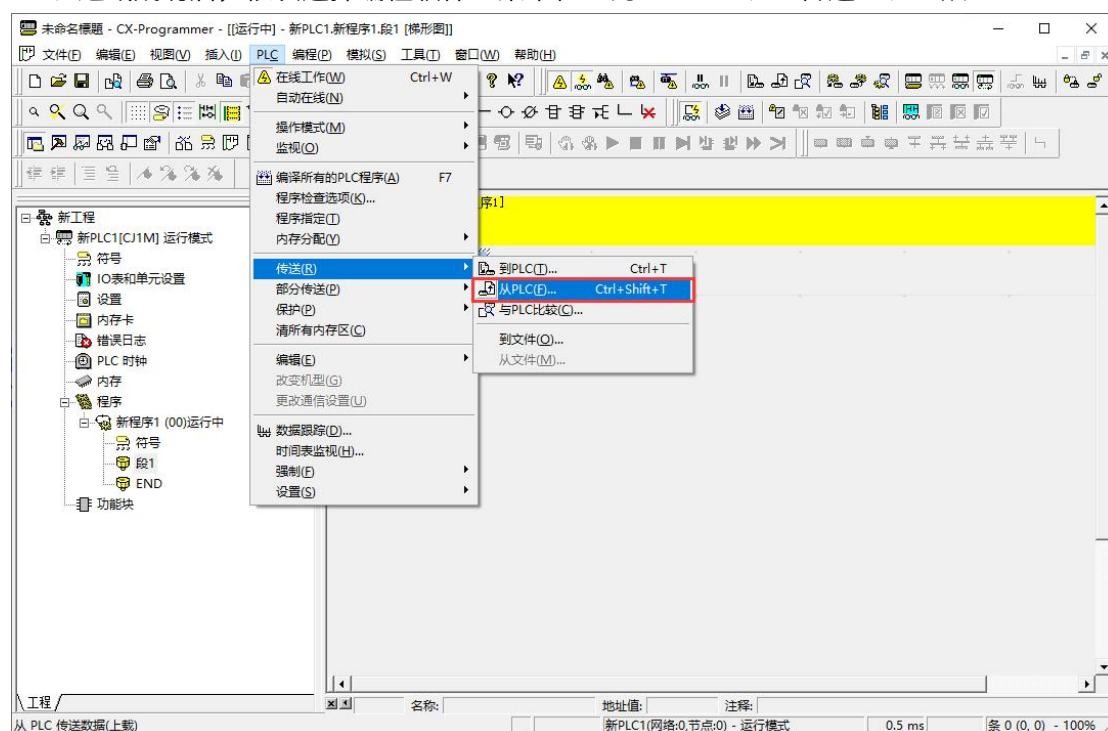 未命名標題 - CX-Programmer - [[运行中] - 新PLC1.新程序1.段1 [梯形图]]
文件(F) 编辑(E) 视图(V) 插入(I) PLC 编程(P) 模拟(S) 工具(T) 窗口(W) 帮助(H)
在线工作(W) Ctrl+W
自动在线(N)
操作模式(M)
监视(O)
编译所有的PLC程序(A) F7
程序检查选项(K)...
程序指定(T)
内存分配(Y)
传送(R)
部分传送(P)
保护(P)
清所有内存区(C)
编辑(E)
改变机型(G)
更改通信设置(U)
数据跟踪(D)...
时间表监视(H)...
强制(F)
设置(S)
到PLC(T)... Ctrl+T
从PLC(F)... Ctrl+Shift+T
与PLC比较(C)...
到文件(O)...
从文件(M)...
序1]
新工程
新PLC1[CJ1M] 运行模式
符号
IO表和单元设置
设置
内存卡
错误日志
PLC 时钟
内存
程序
新程序1 (00)运行中
符号
段1
END
功能块
工程
名称: 地址值: 注释:
从 PLC 传送数据(上载) 新PLC1(网络:0,节点:0) - 运行模式 0.5 ms 条 0 (0, 0) - 100%